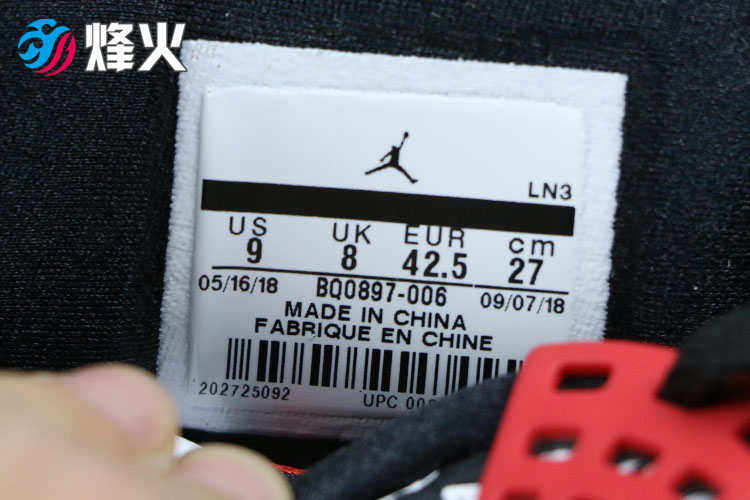 烽火
LN3
US UK EUR cm
9 8 42.5 27
05/16/18 BQ0897-006 09/07/18
MADE IN CHINA
FABRIQUE EN CHINE
202725092 UPC